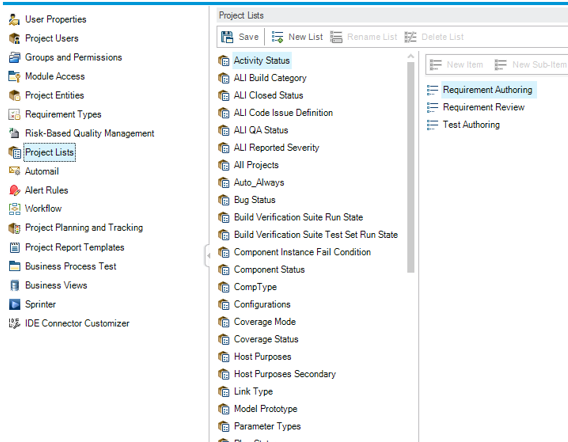 User Properties
Project Users
Groups and Permissions
Module Access
Project Entities
Requirement Types
Risk-Based Quality Management
Project Lists
Automail
Alert Rules
Workflow
Project Planning and Tracking
Project Report Templates
Business Process Test
Business Views
Sprinter
IDE Connector Customizer
Project Lists
Save New List Rename List Delete List
Activity Status
ALI Build Category
ALI Closed Status
ALI Code Issue Definition
ALI QA Status
ALI Reported Severity
All Projects
Auto_Always
Bug Status
Build Verification Suite Run State
Build Verification Suite Test Set Run State
Component Instance Fail Condition
Component Status
CompType
Configurations
Coverage Mode
Coverage Status
Host Purposes
Host Purposes Secondary
Link Type
Model Prototype
Parameter Types
New Item New Sub-Item
Requirement Authoring
Requirement Review
Test Authoring